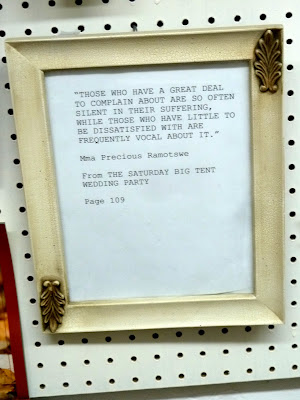 "THOSE WHO HAVE A GREAT DEAL
TO COMPLAIN ABOUT ARE SO OFTEN
SILENT IN THEIR SUFFERING,
WHILE THOSE WHO HAVE LITTLE TO
BE DISSATISFIED WITH ARE
FREQUENTLY VOCAL ABOUT IT."
Mma Precious Ramotswe
From THE SATURDAY BIG TENT
WEDDING PARTY
Page 109